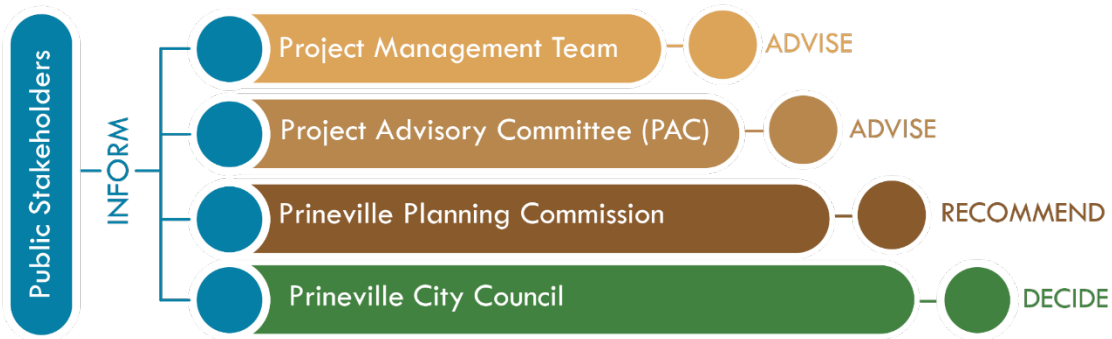 Public Stakeholders
INFORM
Project Management Team
ADVISE
Project Advisory Committee (PAC)
ADVISE
Prineville Planning Commission
RECOMMEND
Prineville City Council
DECIDE